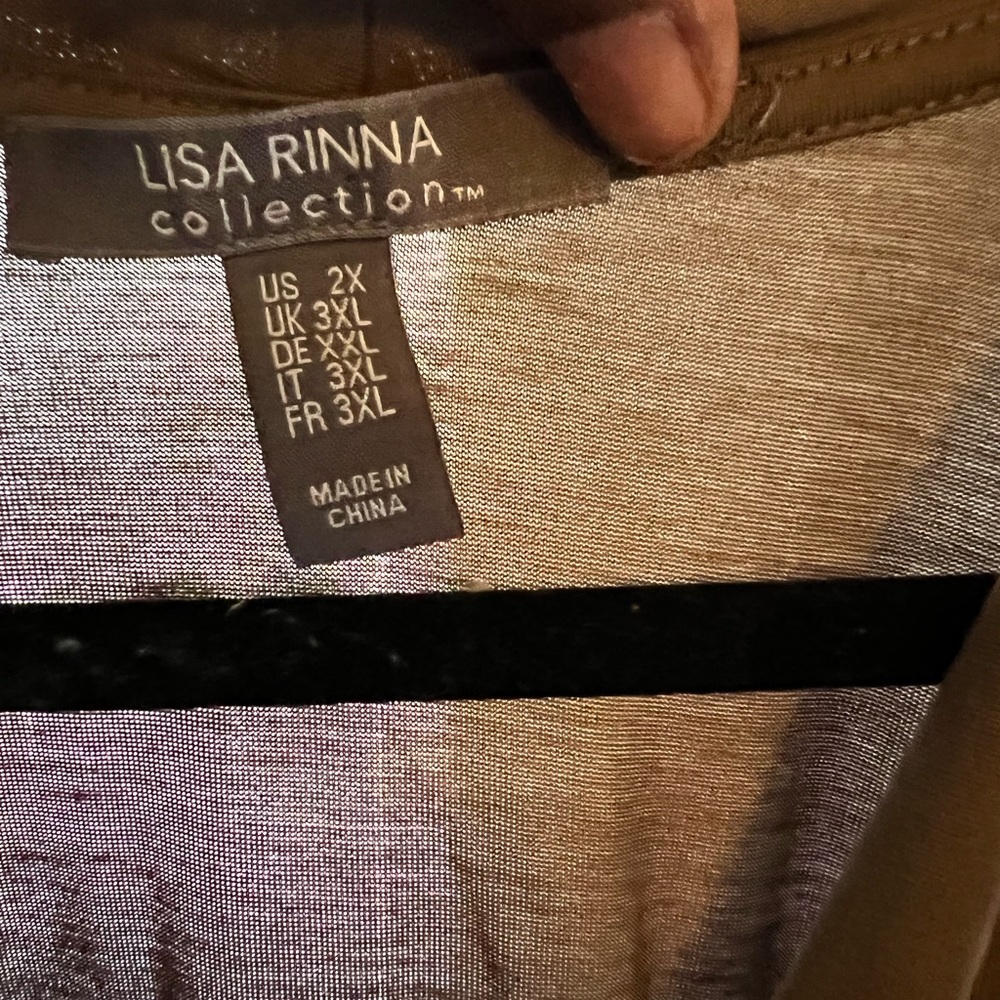 LISA RINNA
collection™
US 2X
UK 3XL
DE XXL
IT 3XL
FR 3XL
MADE IN
CHINA